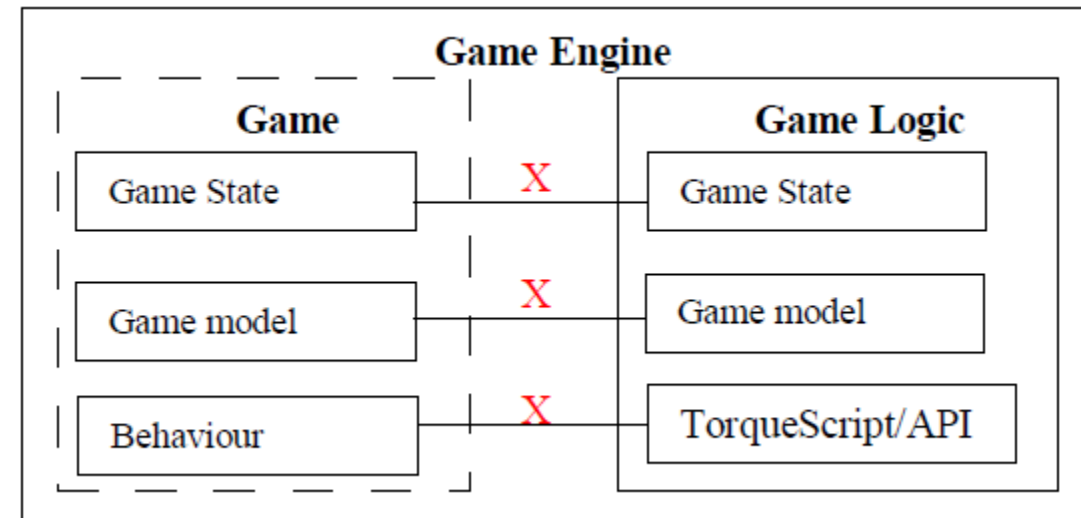 Game Engine
Game
Game Logic
Game State
X
Game State
Game model
X
Game model
Behaviour
X
TorqueScript/API